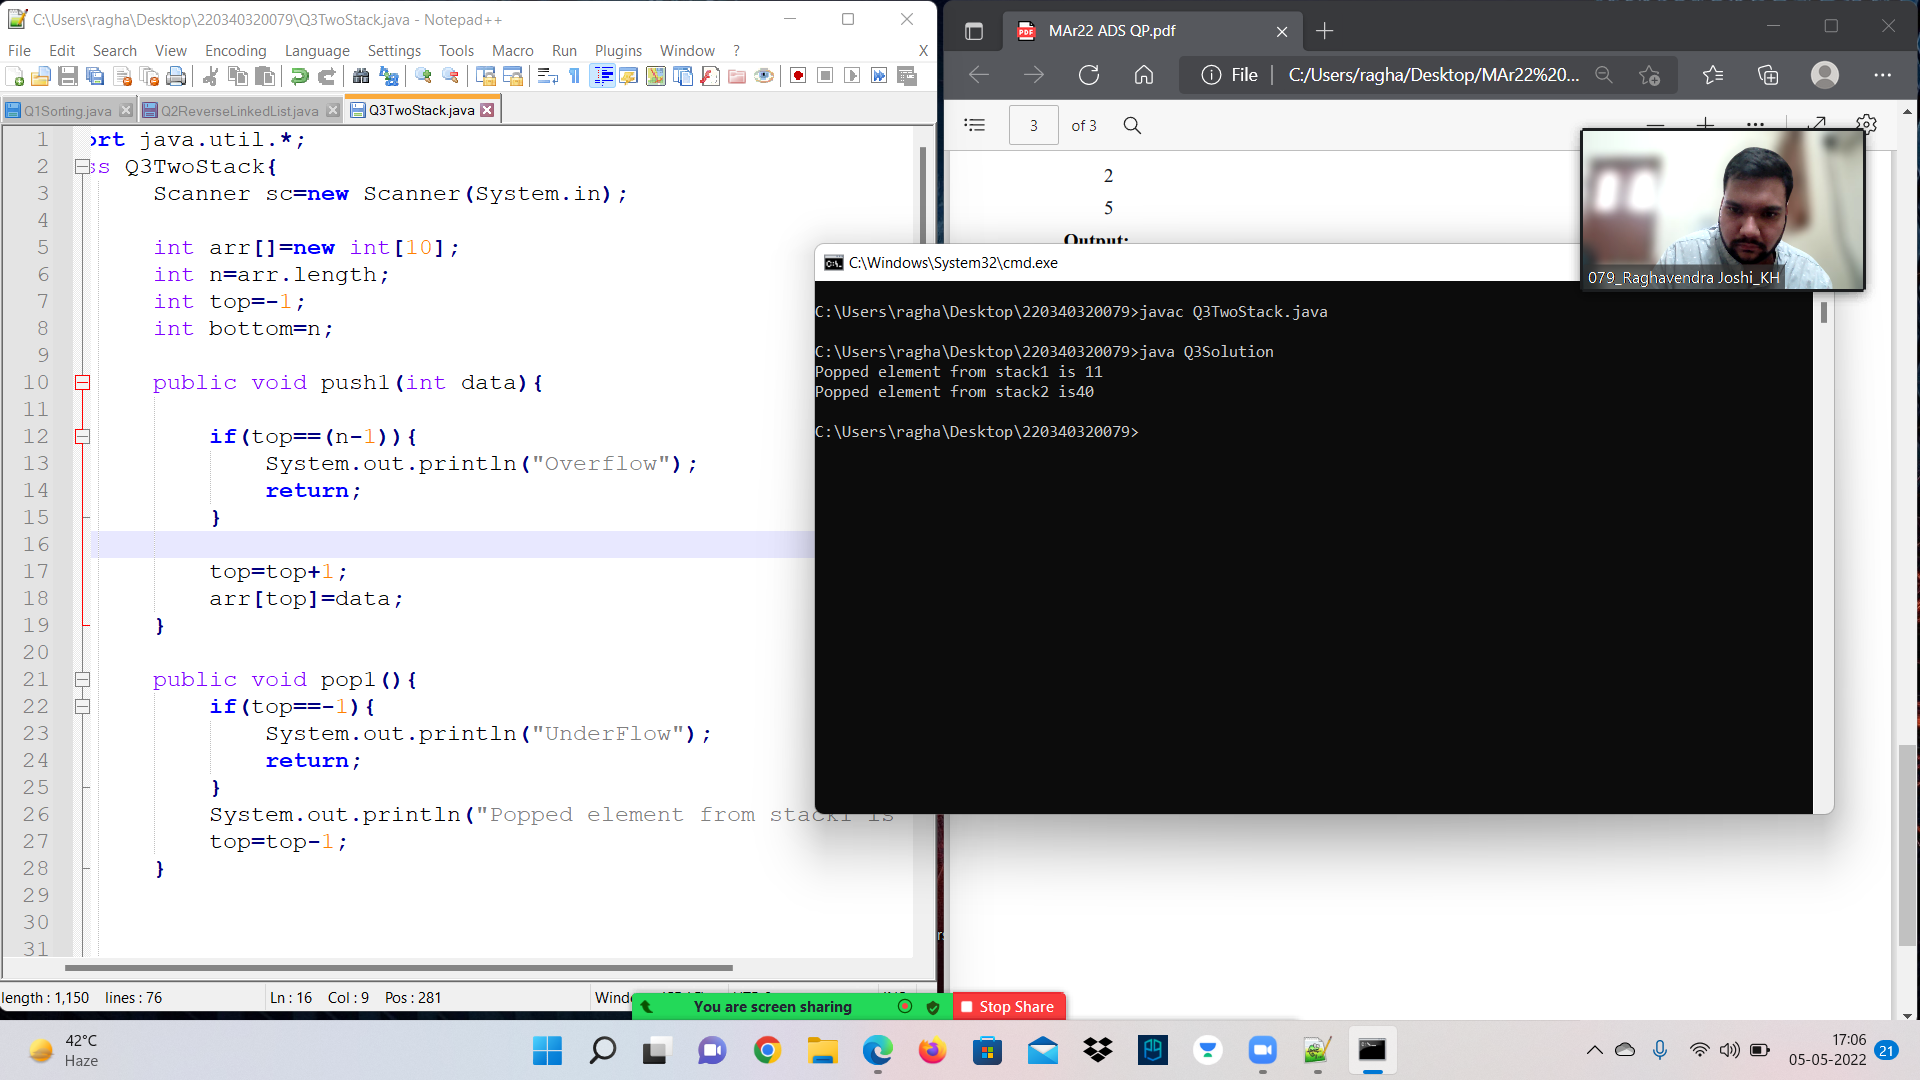 C:\Users\ragha\Desktop\220340320079\Q3TwoStack.java - Notepad++
File Edit Search View Encoding Language Settings Tools Macro Run Plugins Window ? X
Q1Sorting.java Q2ReverseLinkedList.java Q3TwoStack.java
1 ort java.util.*;
2 ss Q3TwoStack{
3 Scanner sc=new Scanner(System.in);
4
5 int arr[]=new int[10];
6 int n=arr.length;
7 int top=-1;
8 int bottom=n;
9
10 public void push1(int data){
11
12 if(top==(n-1)){
13 System.out.println("Overflow");
14 return;
15 }
16
17 top=top+1;
18 arr[top]=data;
19 }
20
21 public void pop1(){
22 if(top==-1){
23 System.out.println("UnderFlow");
24 return;
25 }
26 System.out.println("Popped element from stack1 is
27 top=top-1;
28 }
29
30
31
length : 1,150 lines : 76 Ln : 16 Col : 9 Pos : 281
MAr22 ADS QP.pdf
File C:/Users/ragha/Desktop/MAr22%20...
3 of 3
2
5
Output:
079_Raghavendra Joshi_KH
C:\Windows\System32\cmd.exe
C:\Users\ragha\Desktop\220340320079>javac Q3TwoStack.java
C:\Users\ragha\Desktop\220340320079>java Q3Solution
Popped element from stack1 is 11
Popped element from stack2 is40
C:\Users\ragha\Desktop\220340320079>
You are screen sharing Stop Share
42°C
Haze
17:06
05-05-2022 21